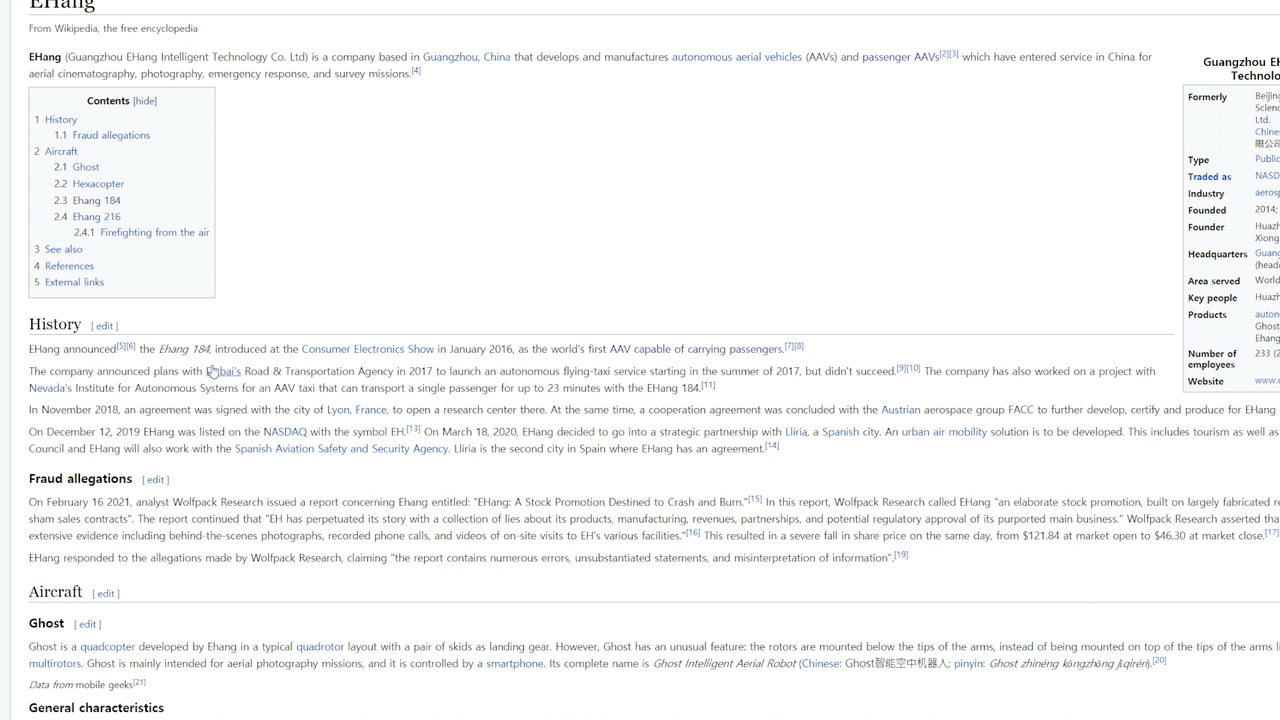 EHang
From Wikipedia, the free encyclopedia
EHang (Guangzhou EHang Intelligent Technology Co. Ltd) is a company based in Guangzhou, China that develops and manufactures autonomous aerial vehicles (AAVs) and passenger AAVs[2][3] which have entered service in China for
aerial cinematography, photography, emergency response, and survey missions.[4]
Contents [hide]
1 History
1.1 Fraud allegations
2 Aircraft
2.1 Ghost
2.2 Hexacopter
2.3 Ehang 184
2.4 Ehang 216
2.4.1 Firefighting from the air
3 See also
4 References
5 External links
Guangzhou EH
Technolo
Formerly Beijing
Scienc
Ltd.
Chines
限公司
Type Public
Traded as NASD
Industry aerosp
Founded 2014;
Founder Huazh
Xiong
Headquarters Guang
(head
Area served World
Key people Huazh
Products auton
Ghost
Ehang
Number of employees 233 (2
Website www.e
History [ edit ]
EHang announced[5][6] the Ehang 184, introduced at the Consumer Electronics Show in January 2016, as the world's first AAV capable of carrying passengers.[7][8]
The company announced plans with Dubai's Road & Transportation Agency in 2017 to launch an autonomous flying-taxi service starting in the summer of 2017, but didn't succeed.[9][10] The company has also worked on a project with
Nevada's Institute for Autonomous Systems for an AAV taxi that can transport a single passenger for up to 23 minutes with the EHang 184.[11]
In November 2018, an agreement was signed with the city of Lyon, France, to open a research center there. At the same time, a cooperation agreement was concluded with the Austrian aerospace group FACC to further develop, certify and produce for EHang
On December 12, 2019 EHang was listed on the NASDAQ with the symbol EH.[13] On March 18, 2020, EHang decided to go into a strategic partnership with Llíria, a Spanish city. An urban air mobility solution is to be developed. This includes tourism as well as
Council and EHang will also work with the Spanish Aviation Safety and Security Agency. Llíria is the second city in Spain where EHang has an agreement.[14]
Fraud allegations [ edit ]
On February 16 2021, analyst Wolfpack Research issued a report concerning Ehang entitled: "EHang: A Stock Promotion Destined to Crash and Burn."[15] In this report, Wolfpack Research called EHang "an elaborate stock promotion, built on largely fabricated re
sham sales contracts". The report continued that "EH has perpetuated its story with a collection of lies about its products, manufacturing, revenues, partnerships, and potential regulatory approval of its purported main business." Wolfpack Research asserted tha
extensive evidence including behind-the-scenes photographs, recorded phone calls, and videos of on-site visits to EH's various facilities."[16] This resulted in a severe fall in share price on the same day, from $121.84 at market open to $46.30 at market close.[17]
EHang responded to the allegations made by Wolfpack Research, claiming "the report contains numerous errors, unsubstantiated statements, and misinterpretation of information".[19]
Aircraft [ edit ]
Ghost [ edit ]
Ghost is a quadcopter developed by Ehang in a typical quadrotor layout with a pair of skids as landing gear. However, Ghost has an unusual feature: the rotors are mounted below the tips of the arms, instead of being mounted on top of the tips of the arms li
multirotors. Ghost is mainly intended for aerial photography missions, and it is controlled by a smartphone. Its complete name is Ghost Intelligent Aerial Robot (Chinese: Ghost智能空中机器人; pinyin: Ghost zhìnéng kōngzhōng jīqìrén).[20]
Data from mobile geeks[21]
General characteristics